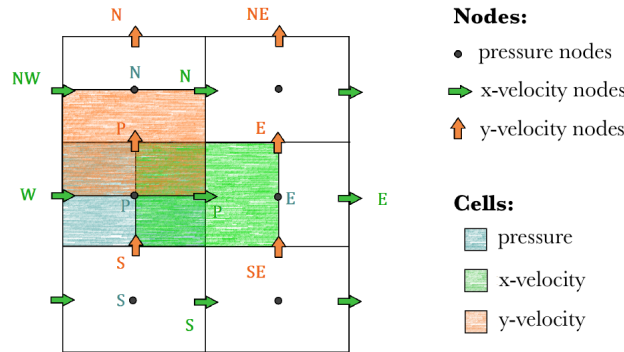 N NE
Nodes:
pressure nodes
x-velocity nodes
y-velocity nodes
NW N N
P E
W P P E E
S SE
S S
Cells:
pressure
x-velocity
y-velocity